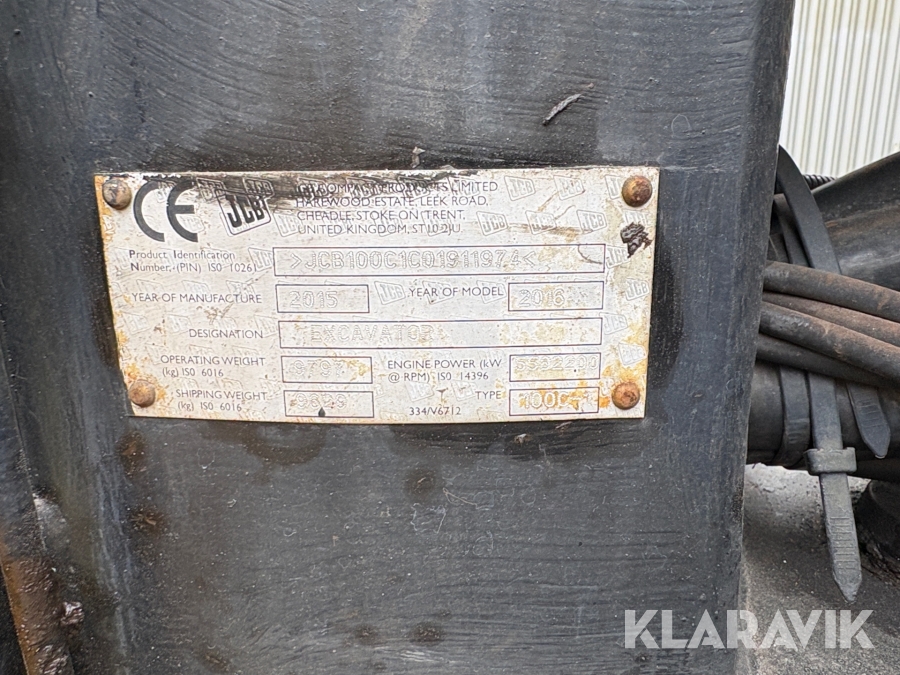 CE JCB
JCB COMPACT PRODUCTS LIMITED
HAREWOOD ESTATE, LEEK ROAD,
CHEADLE, STOKE ON TRENT,
UNITED KINGDOM, ST10 2JU.
Product Identification
Number (PIN) ISO 10261 >JCB100C1C01911974<
YEAR OF MANUFACTURE 2015 YEAR OF MODEL 2016
DESIGNATION EXCAVATOR
OPERATING WEIGHT
(kg) ISO 6016
ENGINE POWER (kW
@ RPM) ISO 14396
SHIPPING WEIGHT
(kg) ISO 6016
TYPE 100C-1
334/V6712
KLARAVIK